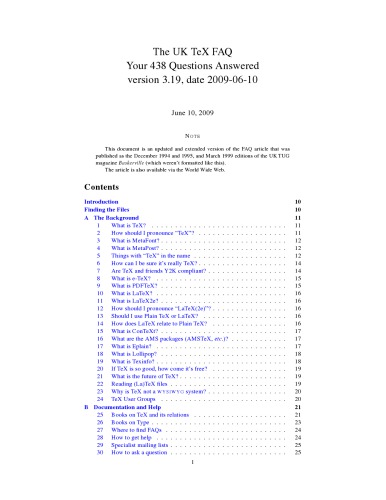 The UK TeX FAQ
Your 438 Questions Answered
version 3.19, date 2009-06-10
June 10, 2009
NOTE
This document is an updated and extended version of the FAQ article that was
published as the December 1994 and 1995, and March 1999 editions of the UK TUG
magazine Baskerville (which weren't formatted like this).
The article is also available via the World Wide Web.
Contents
Introduction 10
Finding the Files 10
A The Background 11
1 What is TeX? . . . . . . . . . . . . . . . . . . . . . . . . . . . . 11
2 How should I pronounce “TeX”? . . . . . . . . . . . . . . . . . . 11
3 What is MetaFont? . . . . . . . . . . . . . . . . . . . . . . . . . 12
4 What is MetaPost? . . . . . . . . . . . . . . . . . . . . . . . . . 12
5 Things with “TeX” in the name . . . . . . . . . . . . . . . . . . 12
6 How can I be sure it's really TeX? . . . . . . . . . . . . . . . . . 14
7 Are TeX and friends Y2K compliant? . . . . . . . . . . . . . . . 14
8 What is e-TeX? . . . . . . . . . . . . . . . . . . . . . . . . . . . 15
9 What is PDFTeX? . . . . . . . . . . . . . . . . . . . . . . . . . . 15
10 What is LaTeX? . . . . . . . . . . . . . . . . . . . . . . . . . . . 16
11 What is LaTeX2e? . . . . . . . . . . . . . . . . . . . . . . . . . . 16
12 How should I pronounce “LaTeX(2e)”? . . . . . . . . . . . . . . . 16
13 Should I use Plain TeX or LaTeX? . . . . . . . . . . . . . . . . . 16
14 How does LaTeX relate to Plain TeX? . . . . . . . . . . . . . . . 16
15 What is ConTeXt? . . . . . . . . . . . . . . . . . . . . . . . . . . 17
16 What are the AMS packages (AMSTeX, etc.)? . . . . . . . . . . . 17
17 What is Eplain? . . . . . . . . . . . . . . . . . . . . . . . . . . . 17
18 What is Lollipop? . . . . . . . . . . . . . . . . . . . . . . . . . . 18
19 What is Texinfo? . . . . . . . . . . . . . . . . . . . . . . . . . . 18
20 If TeX is so good, how come it's free? . . . . . . . . . . . . . . . 19
21 What is the future of TeX? . . . . . . . . . . . . . . . . . . . . . 19
22 Reading (La)TeX files . . . . . . . . . . . . . . . . . . . . . . . 19
23 Why is TeX not a WYSIWYG system? . . . . . . . . . . . . . . . 20
24 TeX User Groups . . . . . . . . . . . . . . . . . . . . . . . . . . 20
B Documentation and Help 21
25 Books on TeX and its relations . . . . . . . . . . . . . . . . . . . 21
26 Books on Type . . . . . . . . . . . . . . . . . . . . . . . . . . . 23
27 Where to find FAQs . . . . . . . . . . . . . . . . . . . . . . . . . 24
28 How to get help . . . . . . . . . . . . . . . . . . . . . . . . . . . 24
29 Specialist mailing lists . . . . . . . . . . . . . . . . . . . . . . . 25
30 How to ask a question . . . . . . . . . . . . . . . . . . . . . . . 25
1